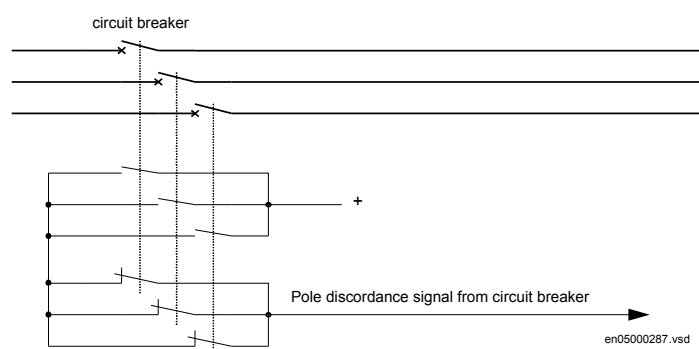 circuit breaker
+
Pole discordance signal from circuit breaker
en05000287.vsd